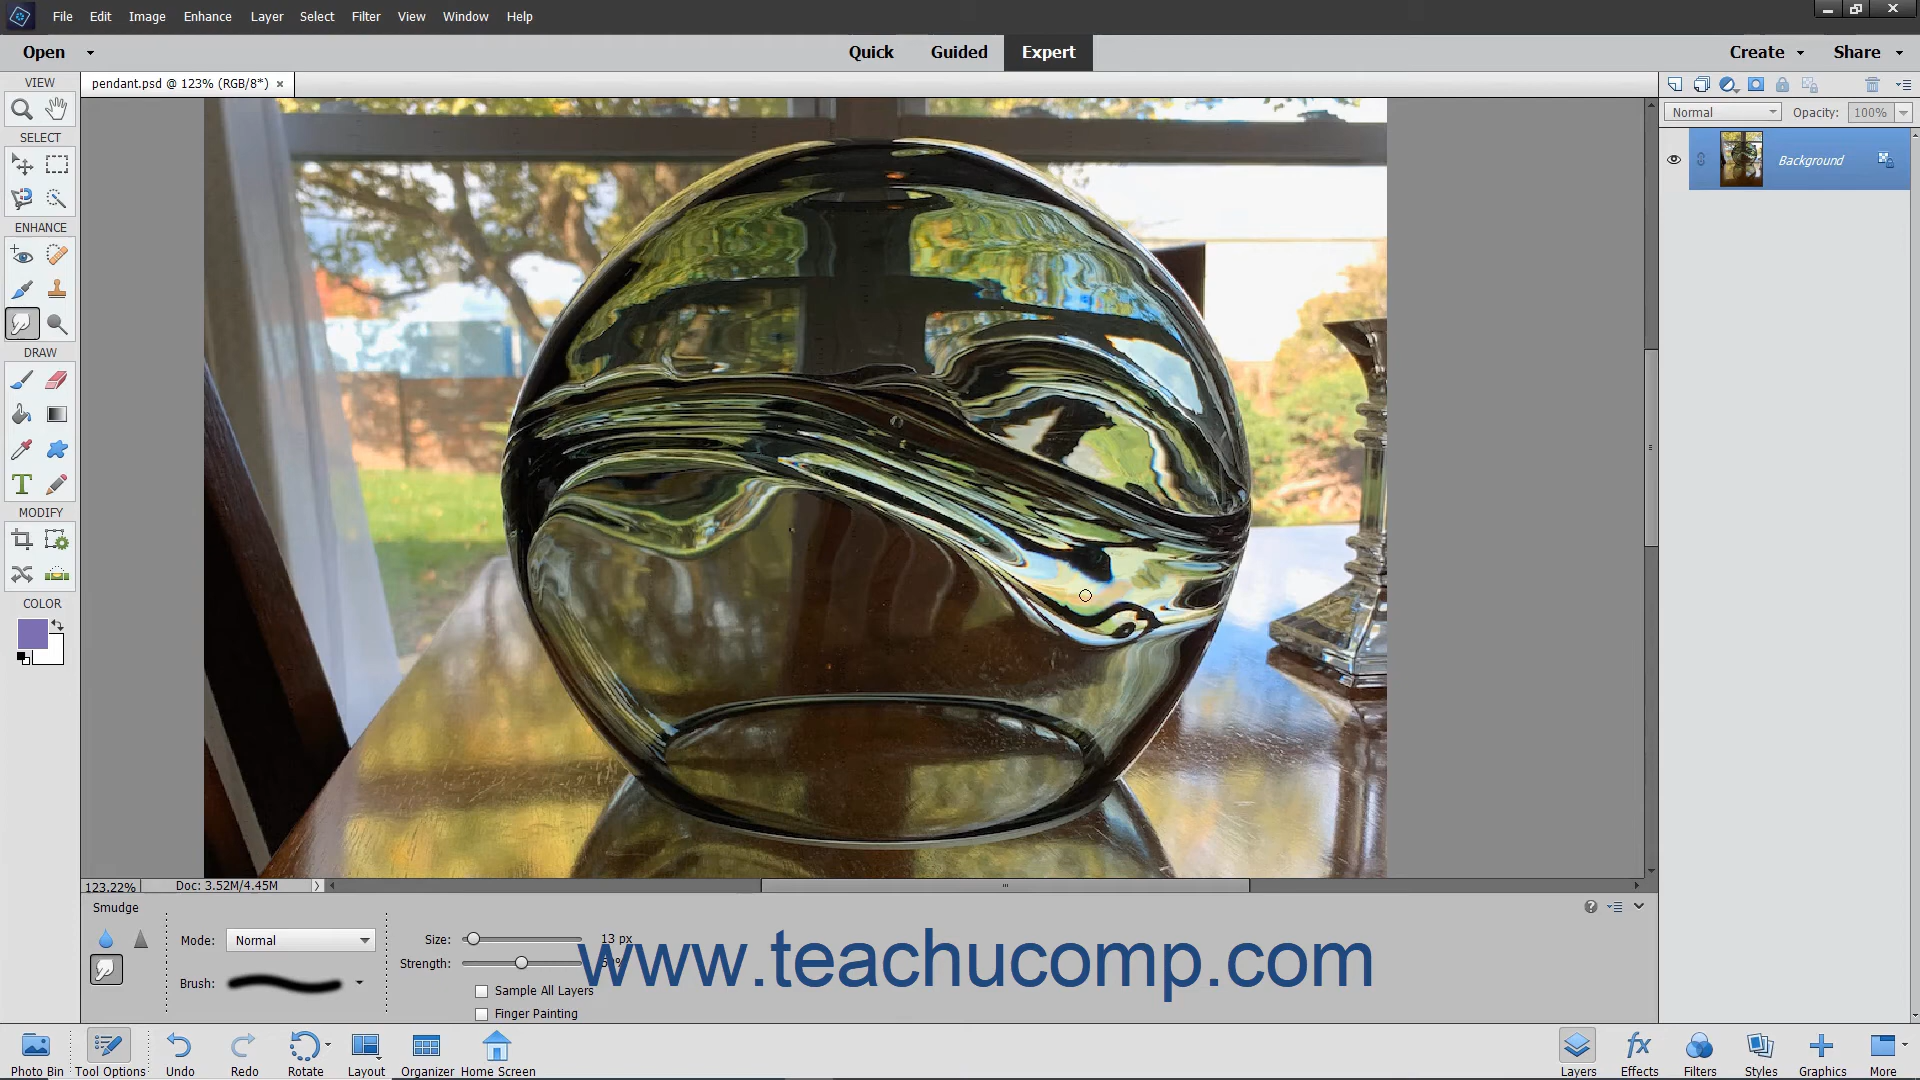 File Edit Image Enhance Layer Select Filter View Window Help
Open Quick Guided Expert Create Share
VIEW
pendant.psd @ 123% (RGB/8*) ×
SELECT
ENHANCE
DRAW
MODIFY
COLOR
Normal Opacity: 100%
Background
123.22% Doc: 3.52M/4.45M
Smudge
Mode: Normal
Brush:
Size: 13 px
Strength:
Sample All Layers
Finger Painting
www.teachucomp.com
Photo Bin Tool Options Undo Redo Rotate Layout Organizer Home Screen
Layers Effects Filters Styles Graphics More